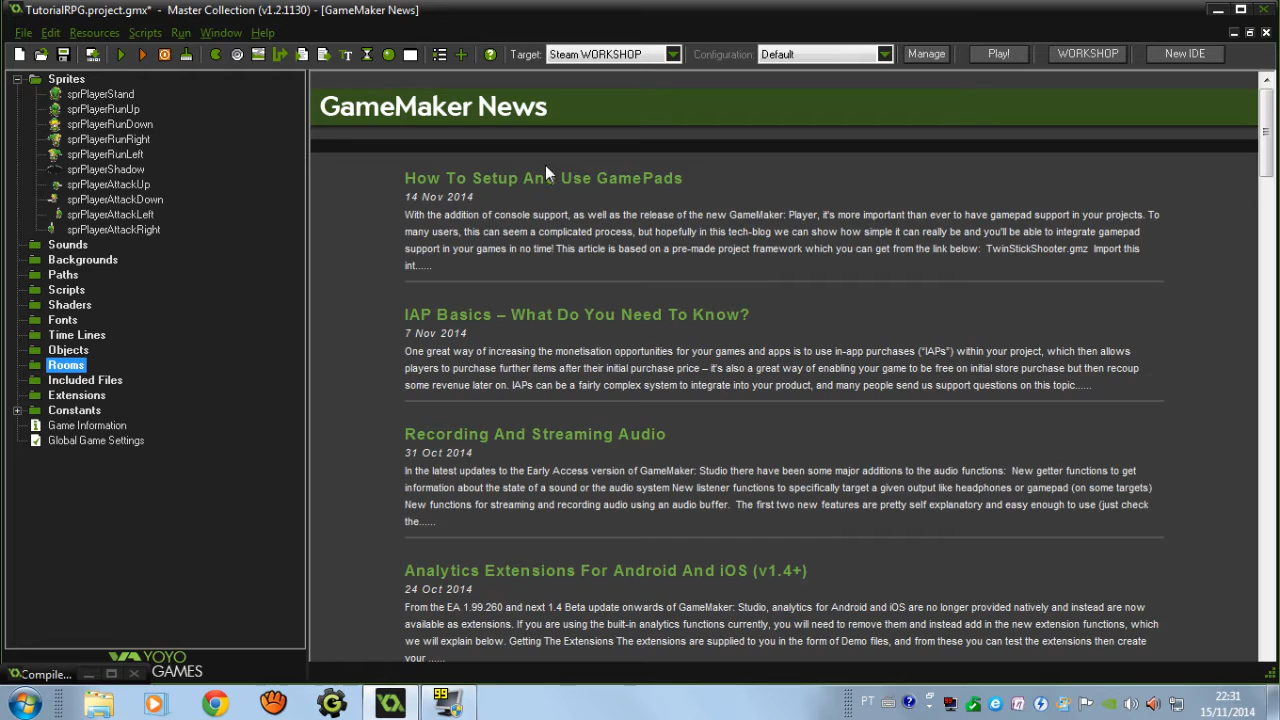 TutorialRPG.project.gmx* - Master Collection (v1.2.1130) - [GameMaker News]
File Edit Resources Scripts Run Window Help
Target: Steam WORKSHOP Configuration: Default Manage Play! WORKSHOP New IDE
Sprites
sprPlayerStand
sprPlayerRunUp
sprPlayerRunDown
sprPlayerRunRight
sprPlayerRunLeft
sprPlayerShadow
sprPlayerAttackUp
sprPlayerAttackDown
sprPlayerAttackLeft
sprPlayerAttackRight
Sounds
Backgrounds
Paths
Scripts
Shaders
Fonts
Time Lines
Objects
Rooms
Included Files
Extensions
Constants
Game Information
Global Game Settings
YOYO
GAMES
Compile...
GameMaker News
How To Setup And Use GamePads
14 Nov 2014
With the addition of console support, as well as the release of the new GameMaker: Player, it's more important than ever to have gamepad support in your projects. To
many users, this can seem a complicated process, but hopefully in this tech-blog we can show how simple it can really be and you'll be able to integrate gamepad
support in your games in no time! This article is based on a pre-made project framework which you can get from the link below: TwinStickShooter.gmz Import this
int......
IAP Basics – What Do You Need To Know?
7 Nov 2014
One great way of increasing the monetisation opportunities for your games and apps is to use in-app purchases (“IAPs”) within your project, which then allows
players to purchase further items after their initial purchase price – it's also a great way of enabling your game to be free on initial store purchase but then recoup
some revenue later on. IAPs can be a fairly complex system to integrate into your product, and many people send us support questions on this topic......
Recording And Streaming Audio
31 Oct 2014
In the latest updates to the Early Access version of GameMaker: Studio there have been some major additions to the audio functions: New getter functions to get
information about the state of a sound or the audio system New listener functions to specifically target a given output like headphones or gamepad (on some targets)
New functions for streaming and recording audio using an audio buffer. The first two new features are pretty self explanatory and easy enough to use (just check
the......
Analytics Extensions For Android And iOS (v1.4+)
24 Oct 2014
From the EA 1.99.260 and next 1.4 Beta update onwards of GameMaker: Studio, analytics for Android and iOS are no longer provided natively and instead are now
available as extensions. If you are using the built-in analytics functions currently, you will need to remove them and instead add in the new extension functions, which
we will explain below. Getting The Extensions The extensions are supplied to you in the form of Demo files, and from these you can test the extensions then create
your ......
99
PT
22:31
15/11/2014